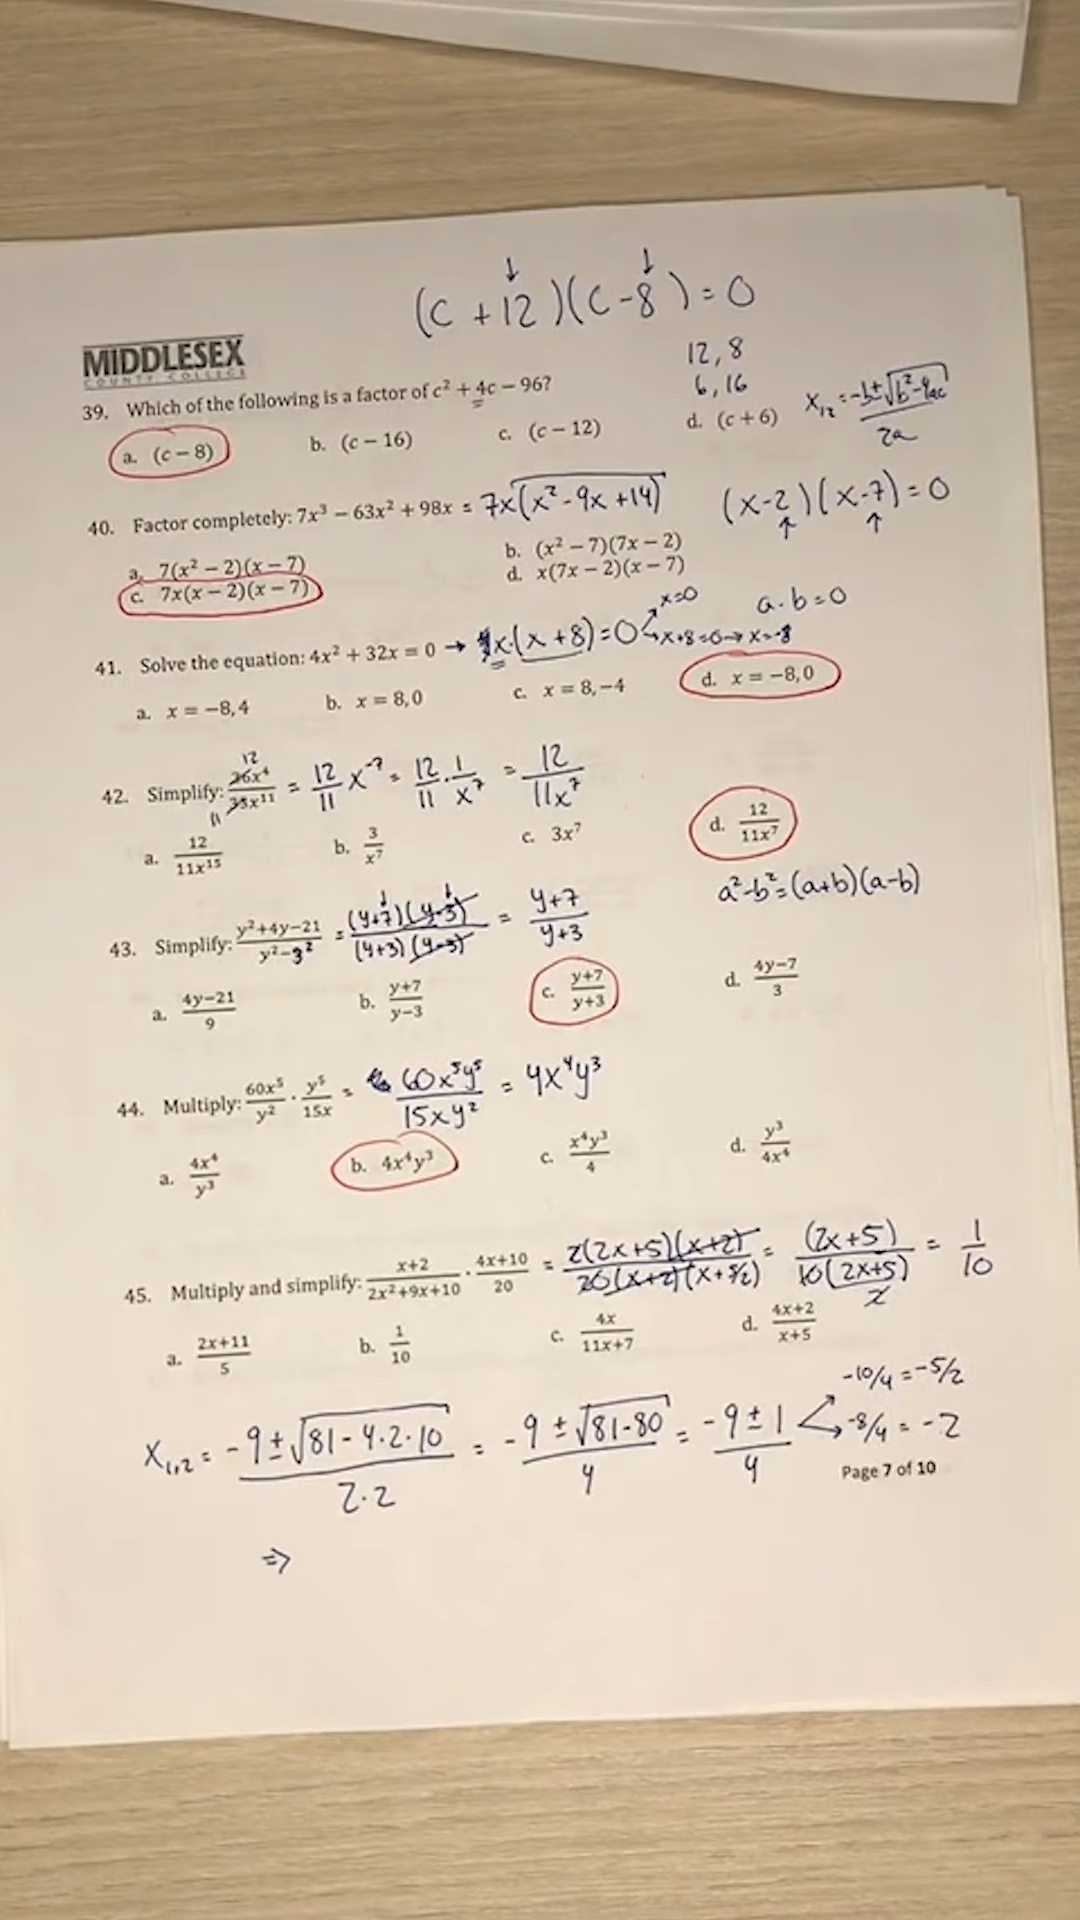 (c + 12)(c - 8) = 0
MIDDLESEX
COUNTY COLLEGE
12, 8
6, 16
39. Which of the following is a factor of c² + 4c − 96?
x₁,₂ = -b±√(b²-4ac) / 2a
a. (c − 8) b. (c − 16) c. (c − 12) d. (c + 6)
40. Factor completely: 7x³ − 63x² + 98x = 7x(x² - 9x + 14) (x-2)(x-7) = 0
a. 7(x² − 2)(x − 7) b. (x² − 7)(7x − 2)
c. 7x(x − 2)(x − 7) d. x(7x − 2)(x − 7)
a·b=0
41. Solve the equation: 4x² + 32x = 0 → x·(x + 8) = 0 x=0 x+8=0→x=-8
a. x = −8, 4 b. x = 8, 0 c. x = 8, −4 d. x = −8, 0
42. Simplify: 36x⁴/33x¹¹ 12 11 = 12/11 x⁻⁷ = 12/11 · 1/x⁷ = 12/11x⁷
a. 12/11x¹⁵ b. 3/x⁷ c. 3x⁷ d. 12/11x⁷
a²-b²=(a+b)(a-b)
43. Simplify: y²+4y−21/y²−3² = (y+7)(y-3)/(y+3)(y-3) = y+7/y+3
a. 4y−21/9 b. y+7/y−3 c. y+7/y+3 d. 4y−7/3
44. Multiply: 60x⁵/y² · y⁵/15x = 60x⁵y⁵/15xy² = 4x⁴y³
a. 4x⁴/y³ b. 4x⁴y³ c. x⁴y³/4 d. y³/4x⁴
45. Multiply and simplify: x+2/2x²+9x+10 · 4x+10/20 = 2(2x+5)(x+2)/20(x+2)(x+5/2) = (2x+5)/10(2x+5)/2 = 1/10
a. 2x+11/5 b. 1/10 c. 4x/11x+7 d. 4x+2/x+5
x₁,₂ = -9±√(81-4·2·10) / 2·2 = -9±√(81-80) / 4 = -9±1 / 4 -10/4 = -5/2 -8/4 = -2
Page 7 of 10
⇒